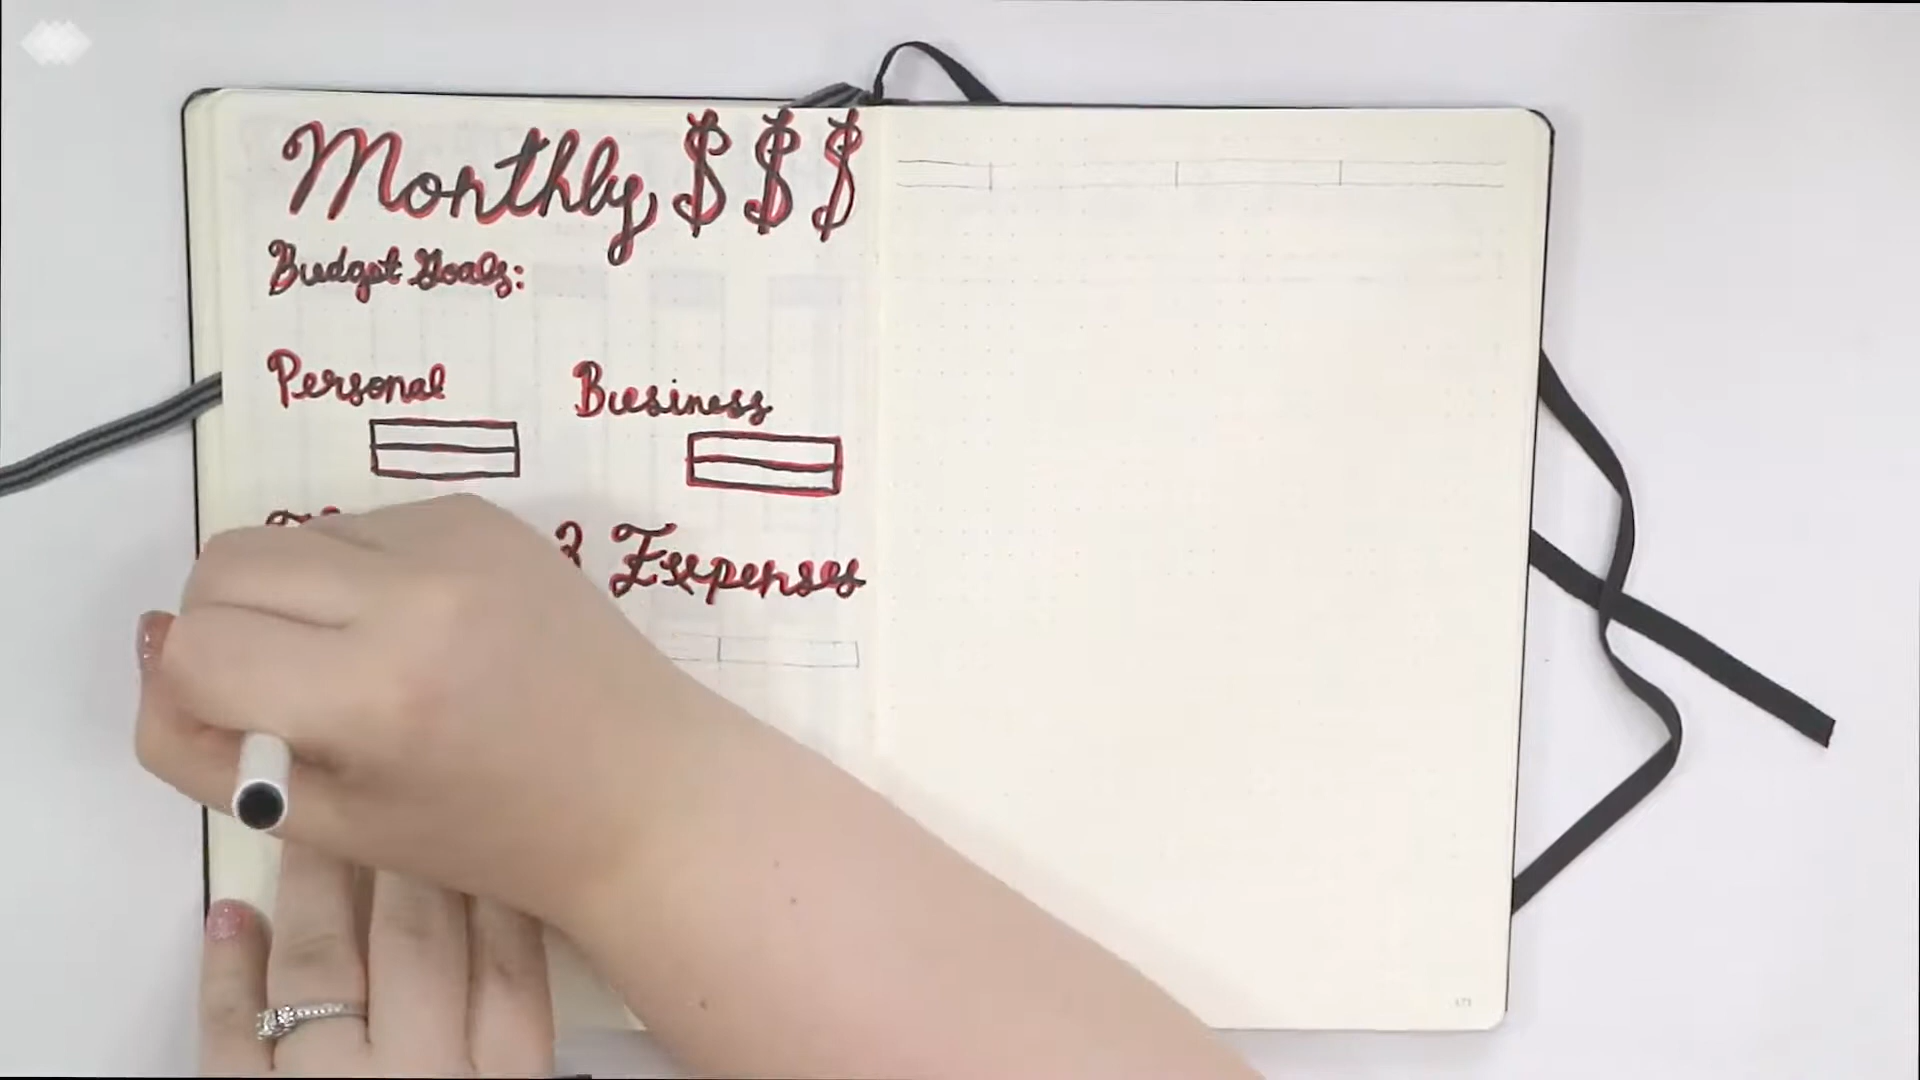 Monthly $ $ $
Budget Goals:
Personal Business
Expenses